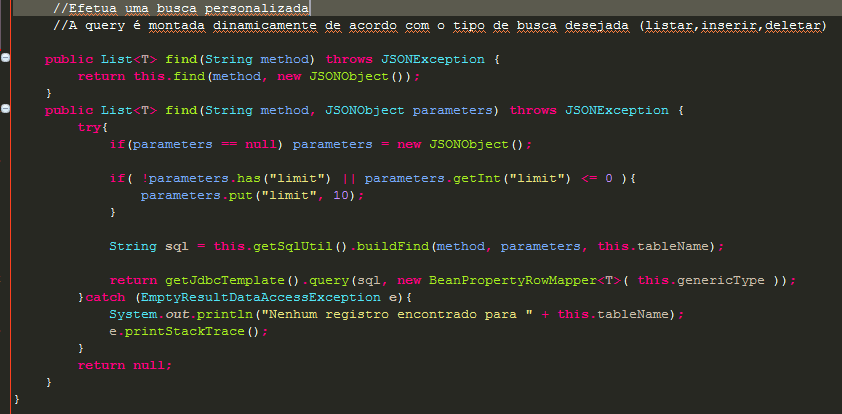 //Efetua uma busca personalizada
//A query é montada dinamicamente de acordo com o tipo de busca desejada (listar,inserir,deletar)
public List<T> find(String method) throws JSONException {
return this.find(method, new JSONObject());
}
public List<T> find(String method, JSONObject parameters) throws JSONException {
try{
if(parameters == null) parameters = new JSONObject();
if( !parameters.has("limit") || parameters.getInt("limit") <= 0 ){
parameters.put("limit", 10);
}
String sql = this.getSqlUtil().buildFind(method, parameters, this.tableName);
return getJdbcTemplate().query(sql, new BeanPropertyRowMapper<T>( this.genericType ));
}catch (EmptyResultDataAccessException e){
System.out.println("Nenhum registro encontrado para " + this.tableName);
e.printStackTrace();
}
return null;
}
}